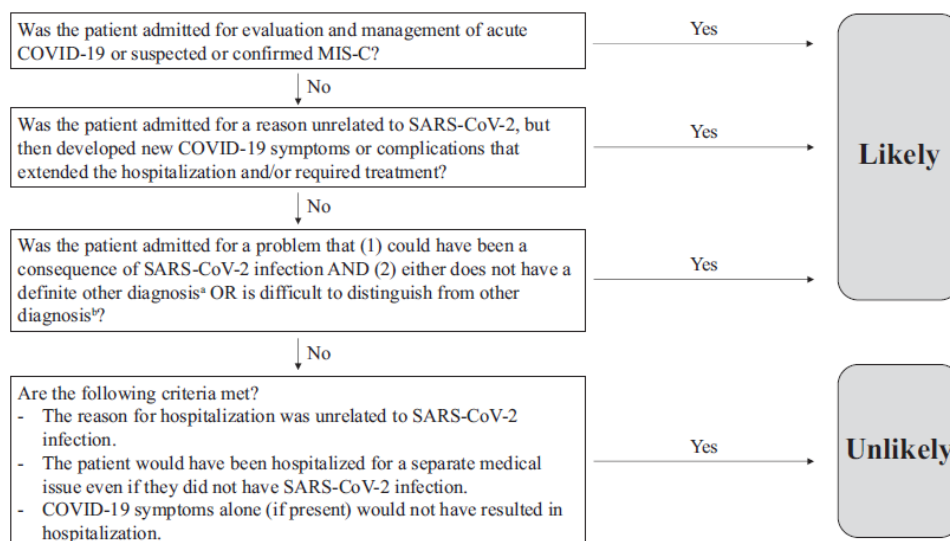 Was the patient admitted for evaluation and management of acute
COVID-19 or suspected or confirmed MIS-C?
Yes
No
Was the patient admitted for a reason unrelated to SARS-CoV-2, but
then developed new COVID-19 symptoms or complications that
extended the hospitalization and/or required treatment?
Yes
Likely
No
Was the patient admitted for a problem that (1) could have been a
consequence of SARS-CoV-2 infection AND (2) either does not have a
definite other diagnosisᵃ OR is difficult to distinguish from other
diagnosisᵇ?
Yes
No
Are the following criteria met?
- The reason for hospitalization was unrelated to SARS-CoV-2
infection.
- The patient would have been hospitalized for a separate medical
issue even if they did not have SARS-CoV-2 infection.
- COVID-19 symptoms alone (if present) would not have resulted in
hospitalization.
Yes
Unlikely